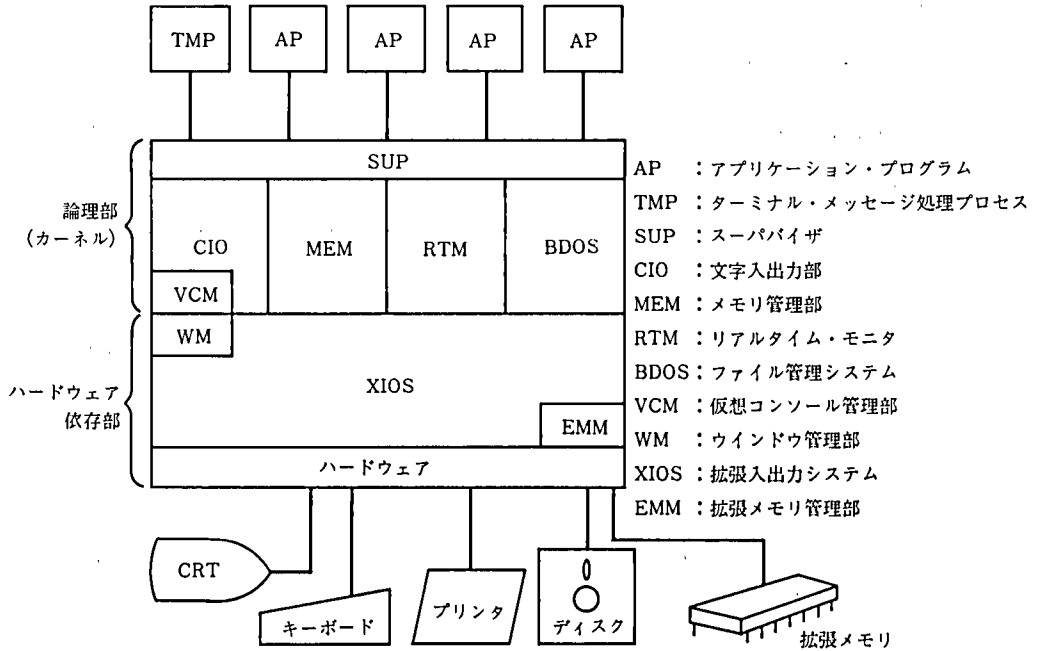 TMP
AP
AP
AP
AP
SUP
論理部
(カーネル)
CIO
MEM
RTM
BDOS
VCM
WM
ハードウェア
依存部
XIOS
EMM
ハードウェア
AP :アプリケーション・プログラム
TMP :ターミナル・メッセージ処理プロセス
SUP :スーパバイザ
CIO :文字入出力部
MEM :メモリ管理部
RTM :リアルタイム・モニタ
BDOS:ファイル管理システム
VCM :仮想コンソール管理部
WM :ウインドウ管理部
XIOS :拡張入出力システム
EMM :拡張メモリ管理部
CRT
キーボード
プリンタ
ディスク
拡張メモリ